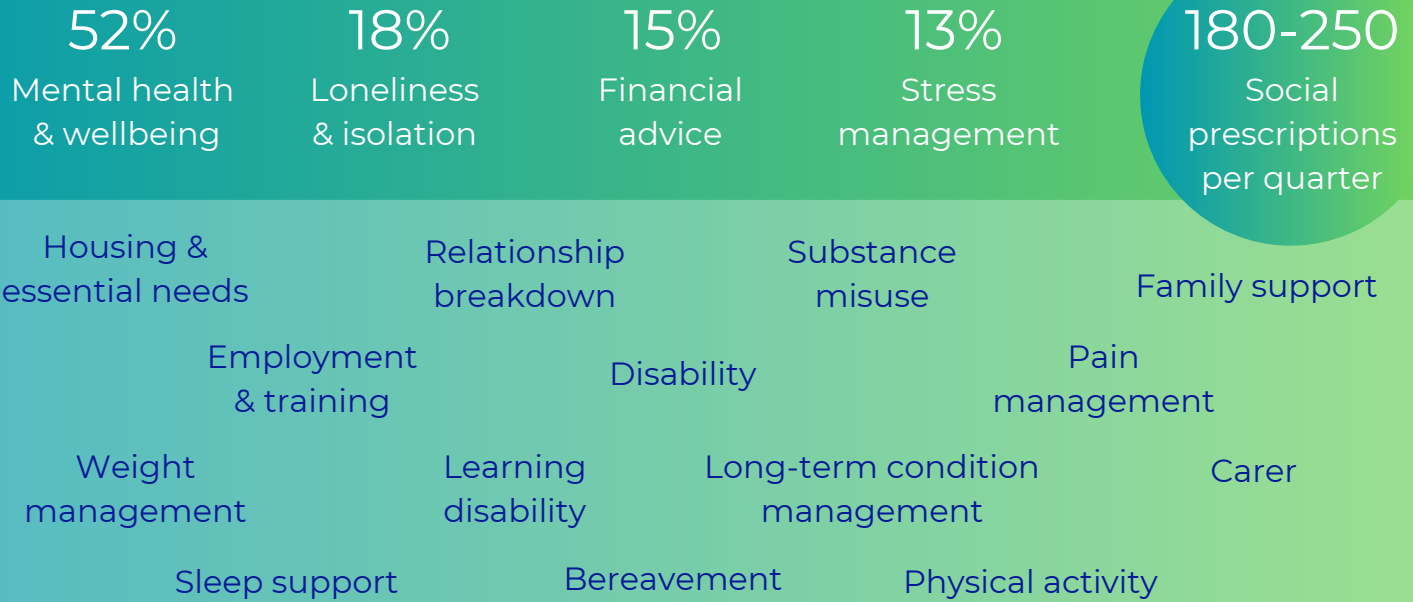 52%
Mental health
& wellbeing
18%
Loneliness
& isolation
15%
Financial
advice
13%
Stress
management
180-250
Social
prescriptions
per quarter
Housing &
essential needs
Relationship
breakdown
Substance
misuse
Family support
Employment
& training
Disability
Pain
management
Weight
management
Learning
disability
Long-term condition
management
Carer
Sleep support
Bereavement
Physical activity